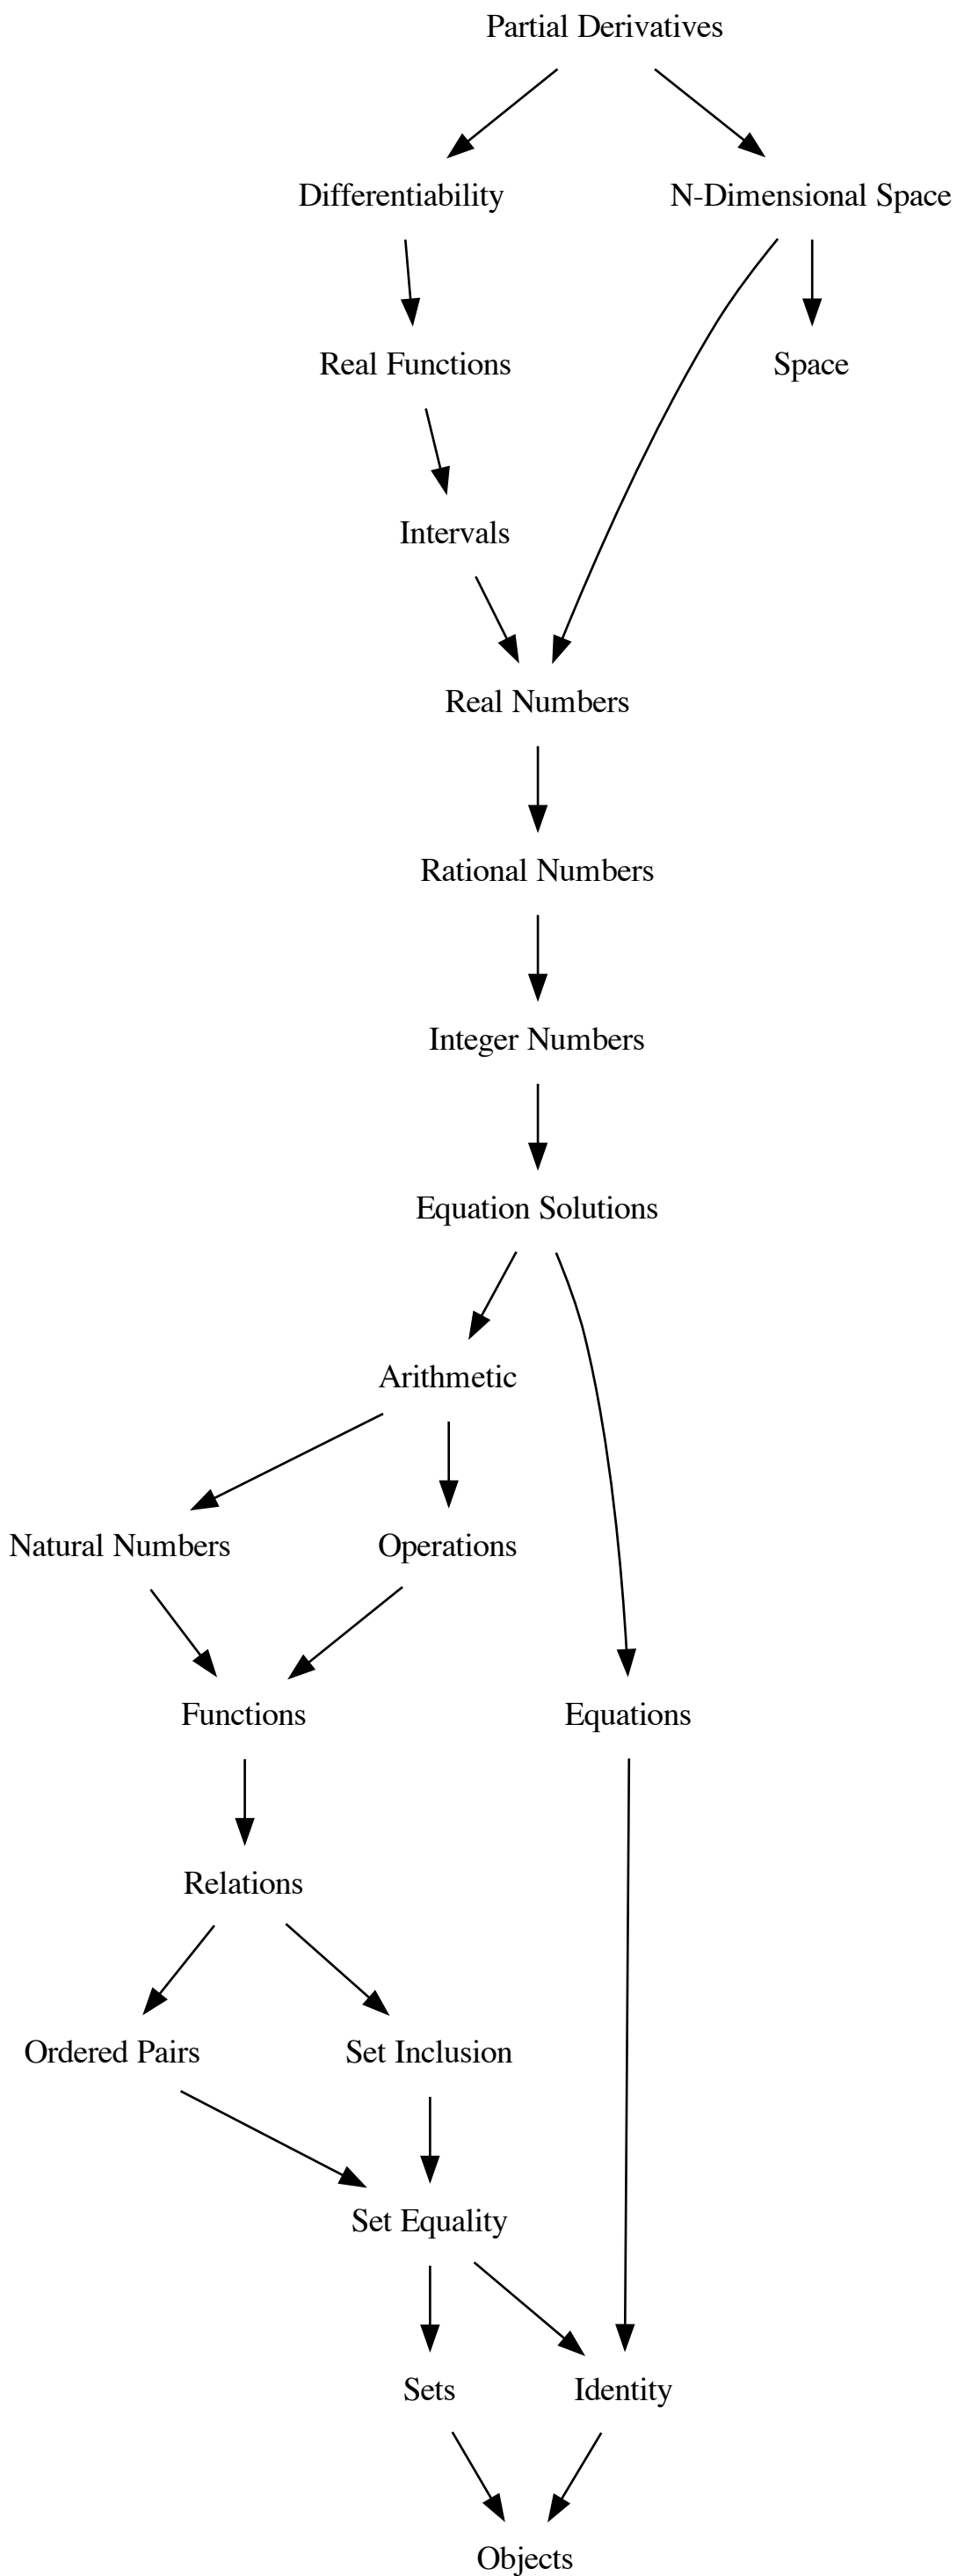 Partial Derivatives
Differentiability
N-Dimensional Space
Real Functions
Space
Intervals
Real Numbers
Rational Numbers
Integer Numbers
Equation Solutions
Arithmetic
Natural Numbers
Operations
Functions
Equations
Relations
Ordered Pairs
Set Inclusion
Set Equality
Sets
Identity
Objects